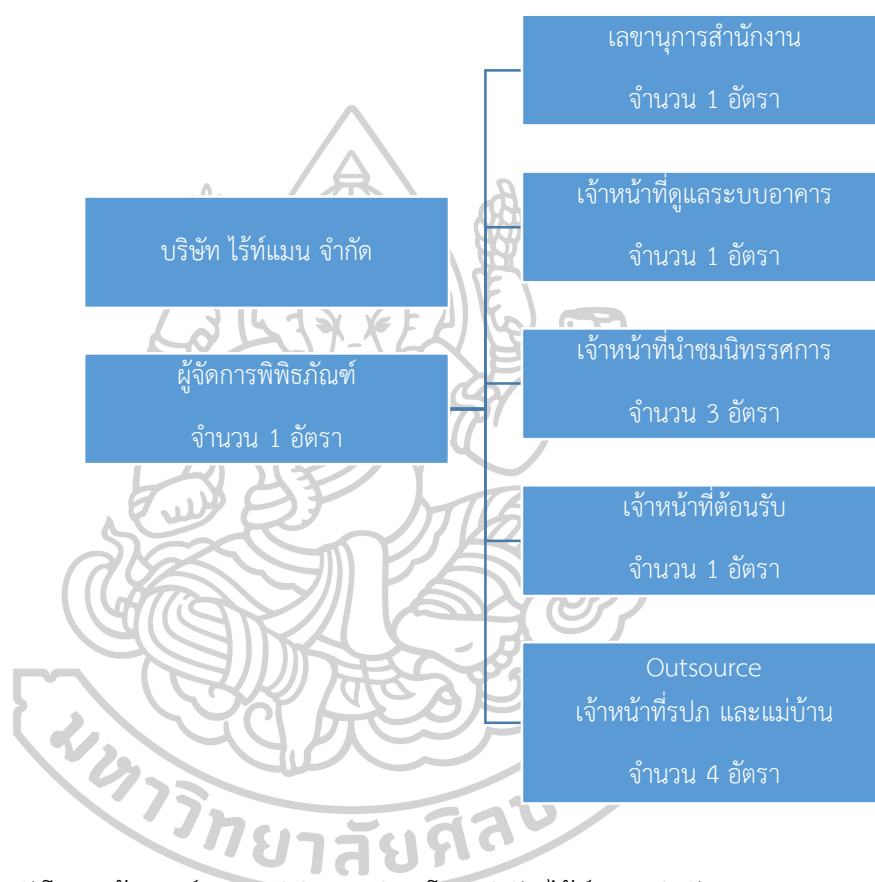 เลขานุการสำนักงาน
จำนวน 1 อัตรา
เจ้าหน้าที่ดูแลระบบอาคาร
จำนวน 1 อัตรา
บริษัท ไร้ท์แมน จำกัด
เจ้าหน้าที่นำชมนิทรรศการ
จำนวน 3 อัตรา
ผู้จัดการพิพิธภัณฑ์
จำนวน 1 อัตรา
เจ้าหน้าที่ต้อนรับ
จำนวน 1 อัตรา
Outsource
เจ้าหน้าที่รปภ และแม่บ้าน
จำนวน 4 อัตรา
มหาวิทยาลัยศิลป